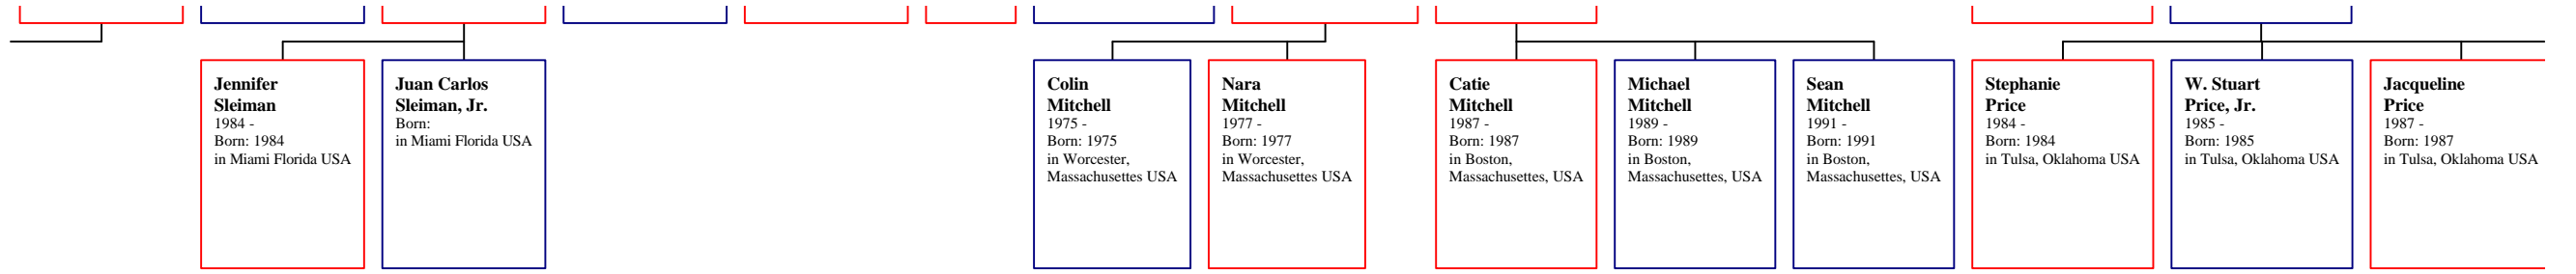 Jennifer
Sleiman
1984 -
Born: 1984
in Miami Florida USA
Juan Carlos
Sleiman, Jr.
Born:
in Miami Florida USA
Colin
Mitchell
1975 -
Born: 1975
in Worcester,
Massachusettes USA
Nara
Mitchell
1977 -
Born: 1977
in Worcester,
Massachusettes USA
Catie
Mitchell
1987 -
Born: 1987
in Boston,
Massachusettes, USA
Michael
Mitchell
1989 -
Born: 1989
in Boston,
Massachusettes, USA
Sean
Mitchell
1991 -
Born: 1991
in Boston,
Massachusettes, USA
Stephanie
Price
1984 -
Born: 1984
in Tulsa, Oklahoma USA
W. Stuart
Price, Jr.
1985 -
Born: 1985
in Tulsa, Oklahoma USA
Jacqueline
Price
1987 -
Born: 1987
in Tulsa, Oklahoma USA